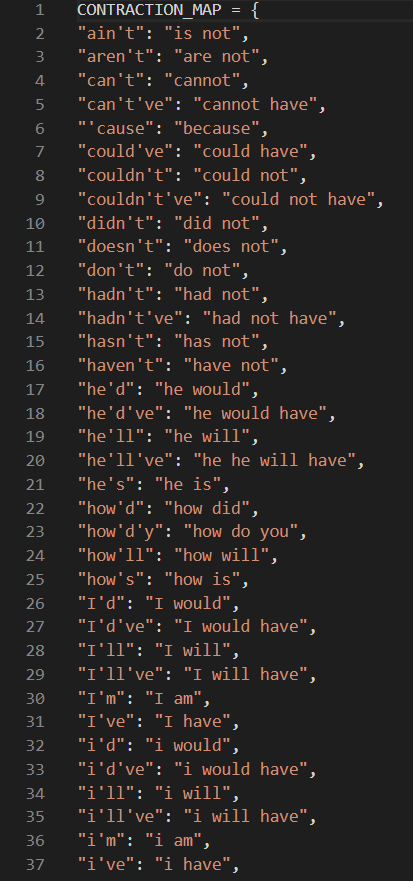 1 CONTRACTION_MAP = {
2 "ain't": "is not",
3 "aren't": "are not",
4 "can't": "cannot",
5 "can't've": "cannot have",
6 "'cause": "because",
7 "could've": "could have",
8 "couldn't": "could not",
9 "couldn't've": "could not have",
10 "didn't": "did not",
11 "doesn't": "does not",
12 "don't": "do not",
13 "hadn't": "had not",
14 "hadn't've": "had not have",
15 "hasn't": "has not",
16 "haven't": "have not",
17 "he'd": "he would",
18 "he'd've": "he would have",
19 "he'll": "he will",
20 "he'll've": "he he will have",
21 "he's": "he is",
22 "how'd": "how did",
23 "how'd'y": "how do you",
24 "how'll": "how will",
25 "how's": "how is",
26 "I'd": "I would",
27 "I'd've": "I would have",
28 "I'll": "I will",
29 "I'll've": "I will have",
30 "I'm": "I am",
31 "I've": "I have",
32 "i'd": "i would",
33 "i'd've": "i would have",
34 "i'll": "i will",
35 "i'll've": "i will have",
36 "i'm": "i am",
37 "i've": "i have",